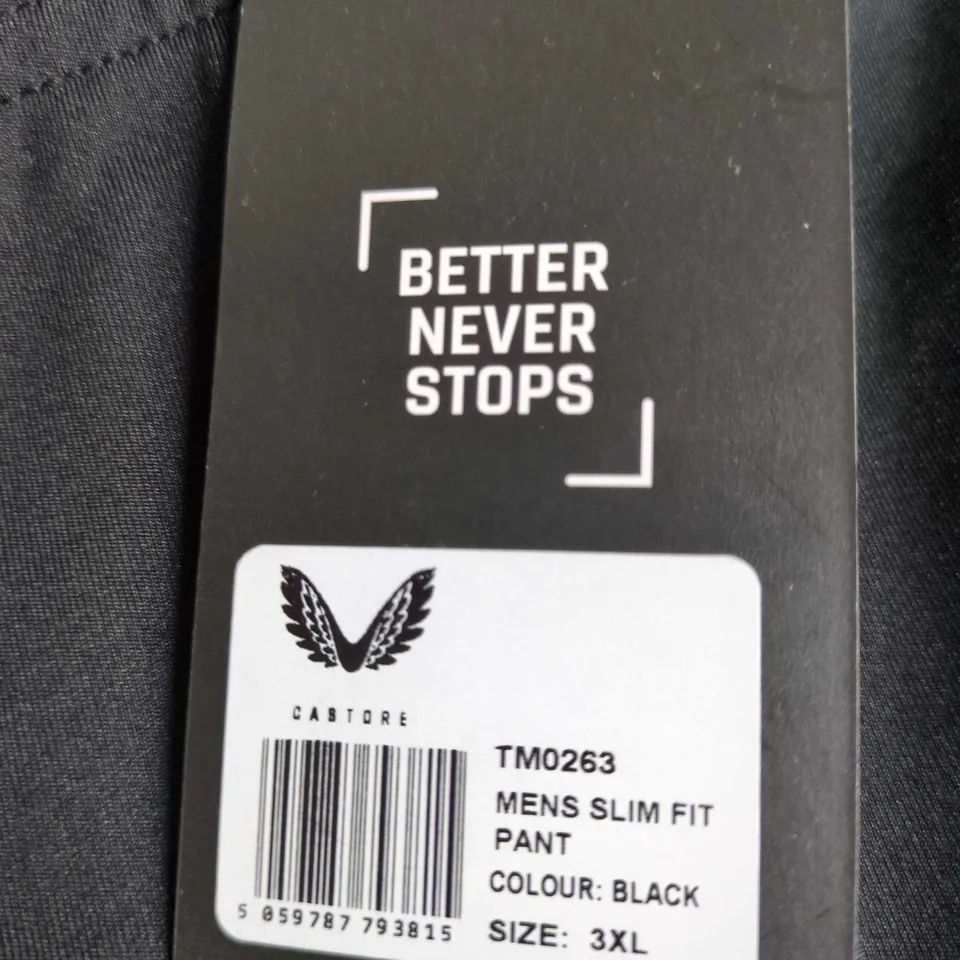 BETTER
NEVER
STOPS
CASTORE
TM0263
MENS SLIM FIT
PANT
COLOUR: BLACK
SIZE: 3XL
5 059787 793815